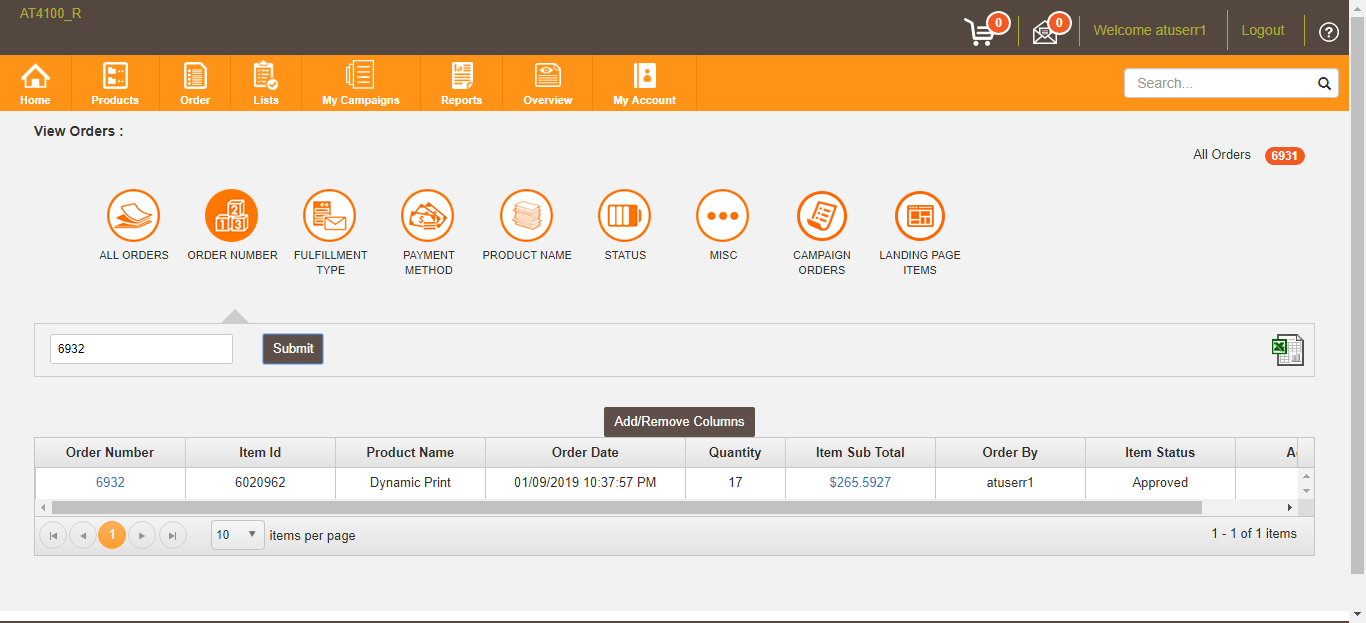 AT4100_R
0
0
Welcome atuserr1
Logout
?
Home
Products
Order
Lists
My Campaigns
Reports
Overview
My Account
Search...
View Orders :
All Orders 6931
2
1 3
ALL ORDERS
ORDER NUMBER
FULFILLMENT
TYPE
PAYMENT
METHOD
PRODUCT NAME
STATUS
MISC
CAMPAIGN
ORDERS
LANDING PAGE
ITEMS
6932
Submit
X
Add/Remove Columns
Order Number Item Id Product Name Order Date Quantity Item Sub Total Order By Item Status
6932 6020962 Dynamic Print 01/09/2019 10:37:57 PM 17 $265.5927 atuserr1 Approved
1
10
items per page
1 - 1 of 1 items